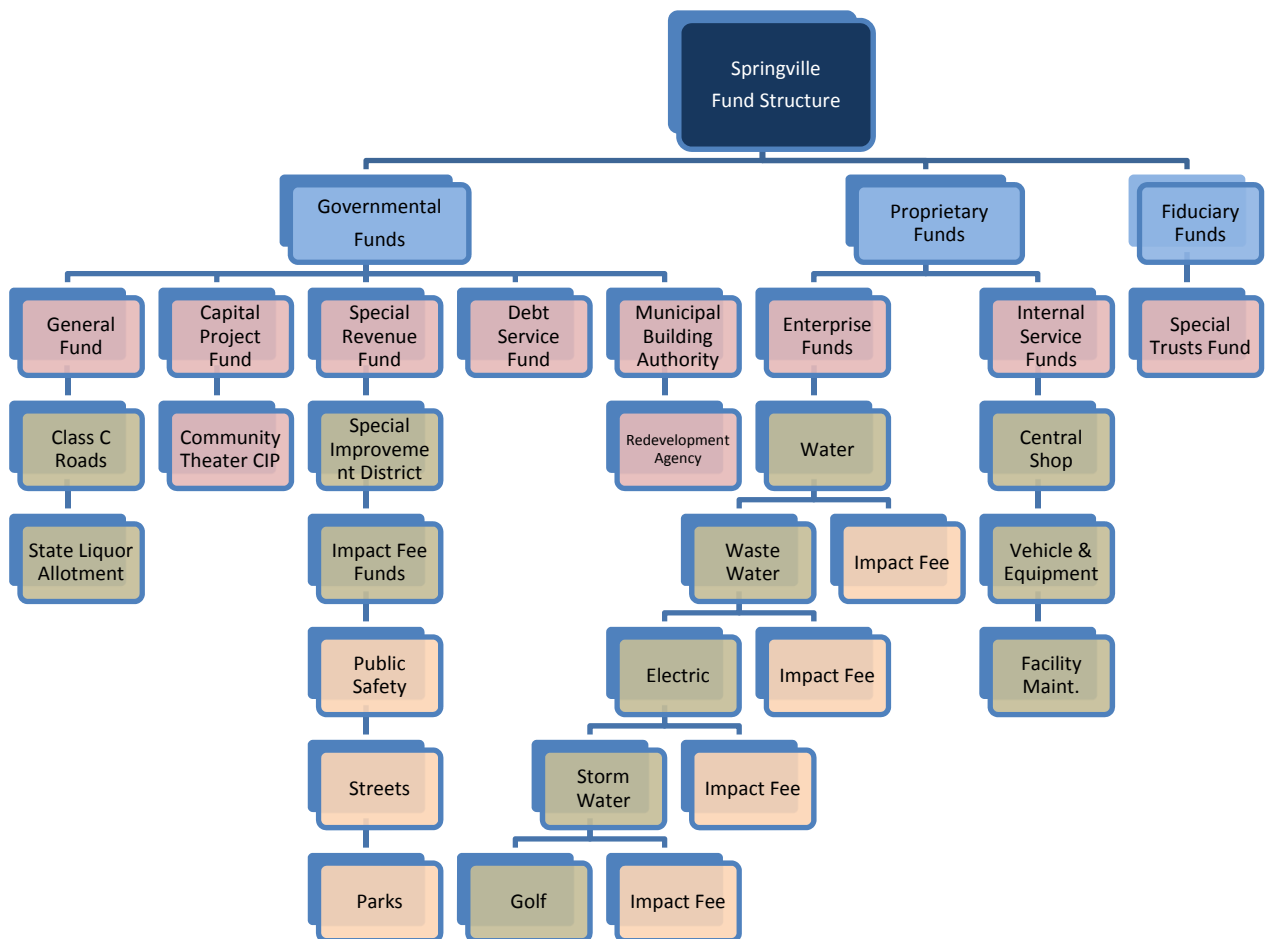 Springville
Fund Structure
Governmental
Funds
Proprietary
Funds
Fiduciary
Funds
General
Fund
Capital
Project
Fund
Special
Revenue
Fund
Debt
Service
Fund
Municipal
Building
Authority
Enterprise
Funds
Internal
Service
Funds
Special
Trusts Fund
Class C
Roads
Community
Theater CIP
Special
Improveme
nt District
Redevelopment
Agency
Water
Central
Shop
State Liquor
Allotment
Impact Fee
Funds
Waste
Water
Impact Fee
Vehicle &
Equipment
Public
Safety
Electric
Impact Fee
Facility
Maint.
Streets
Storm
Water
Impact Fee
Parks
Golf
Impact Fee